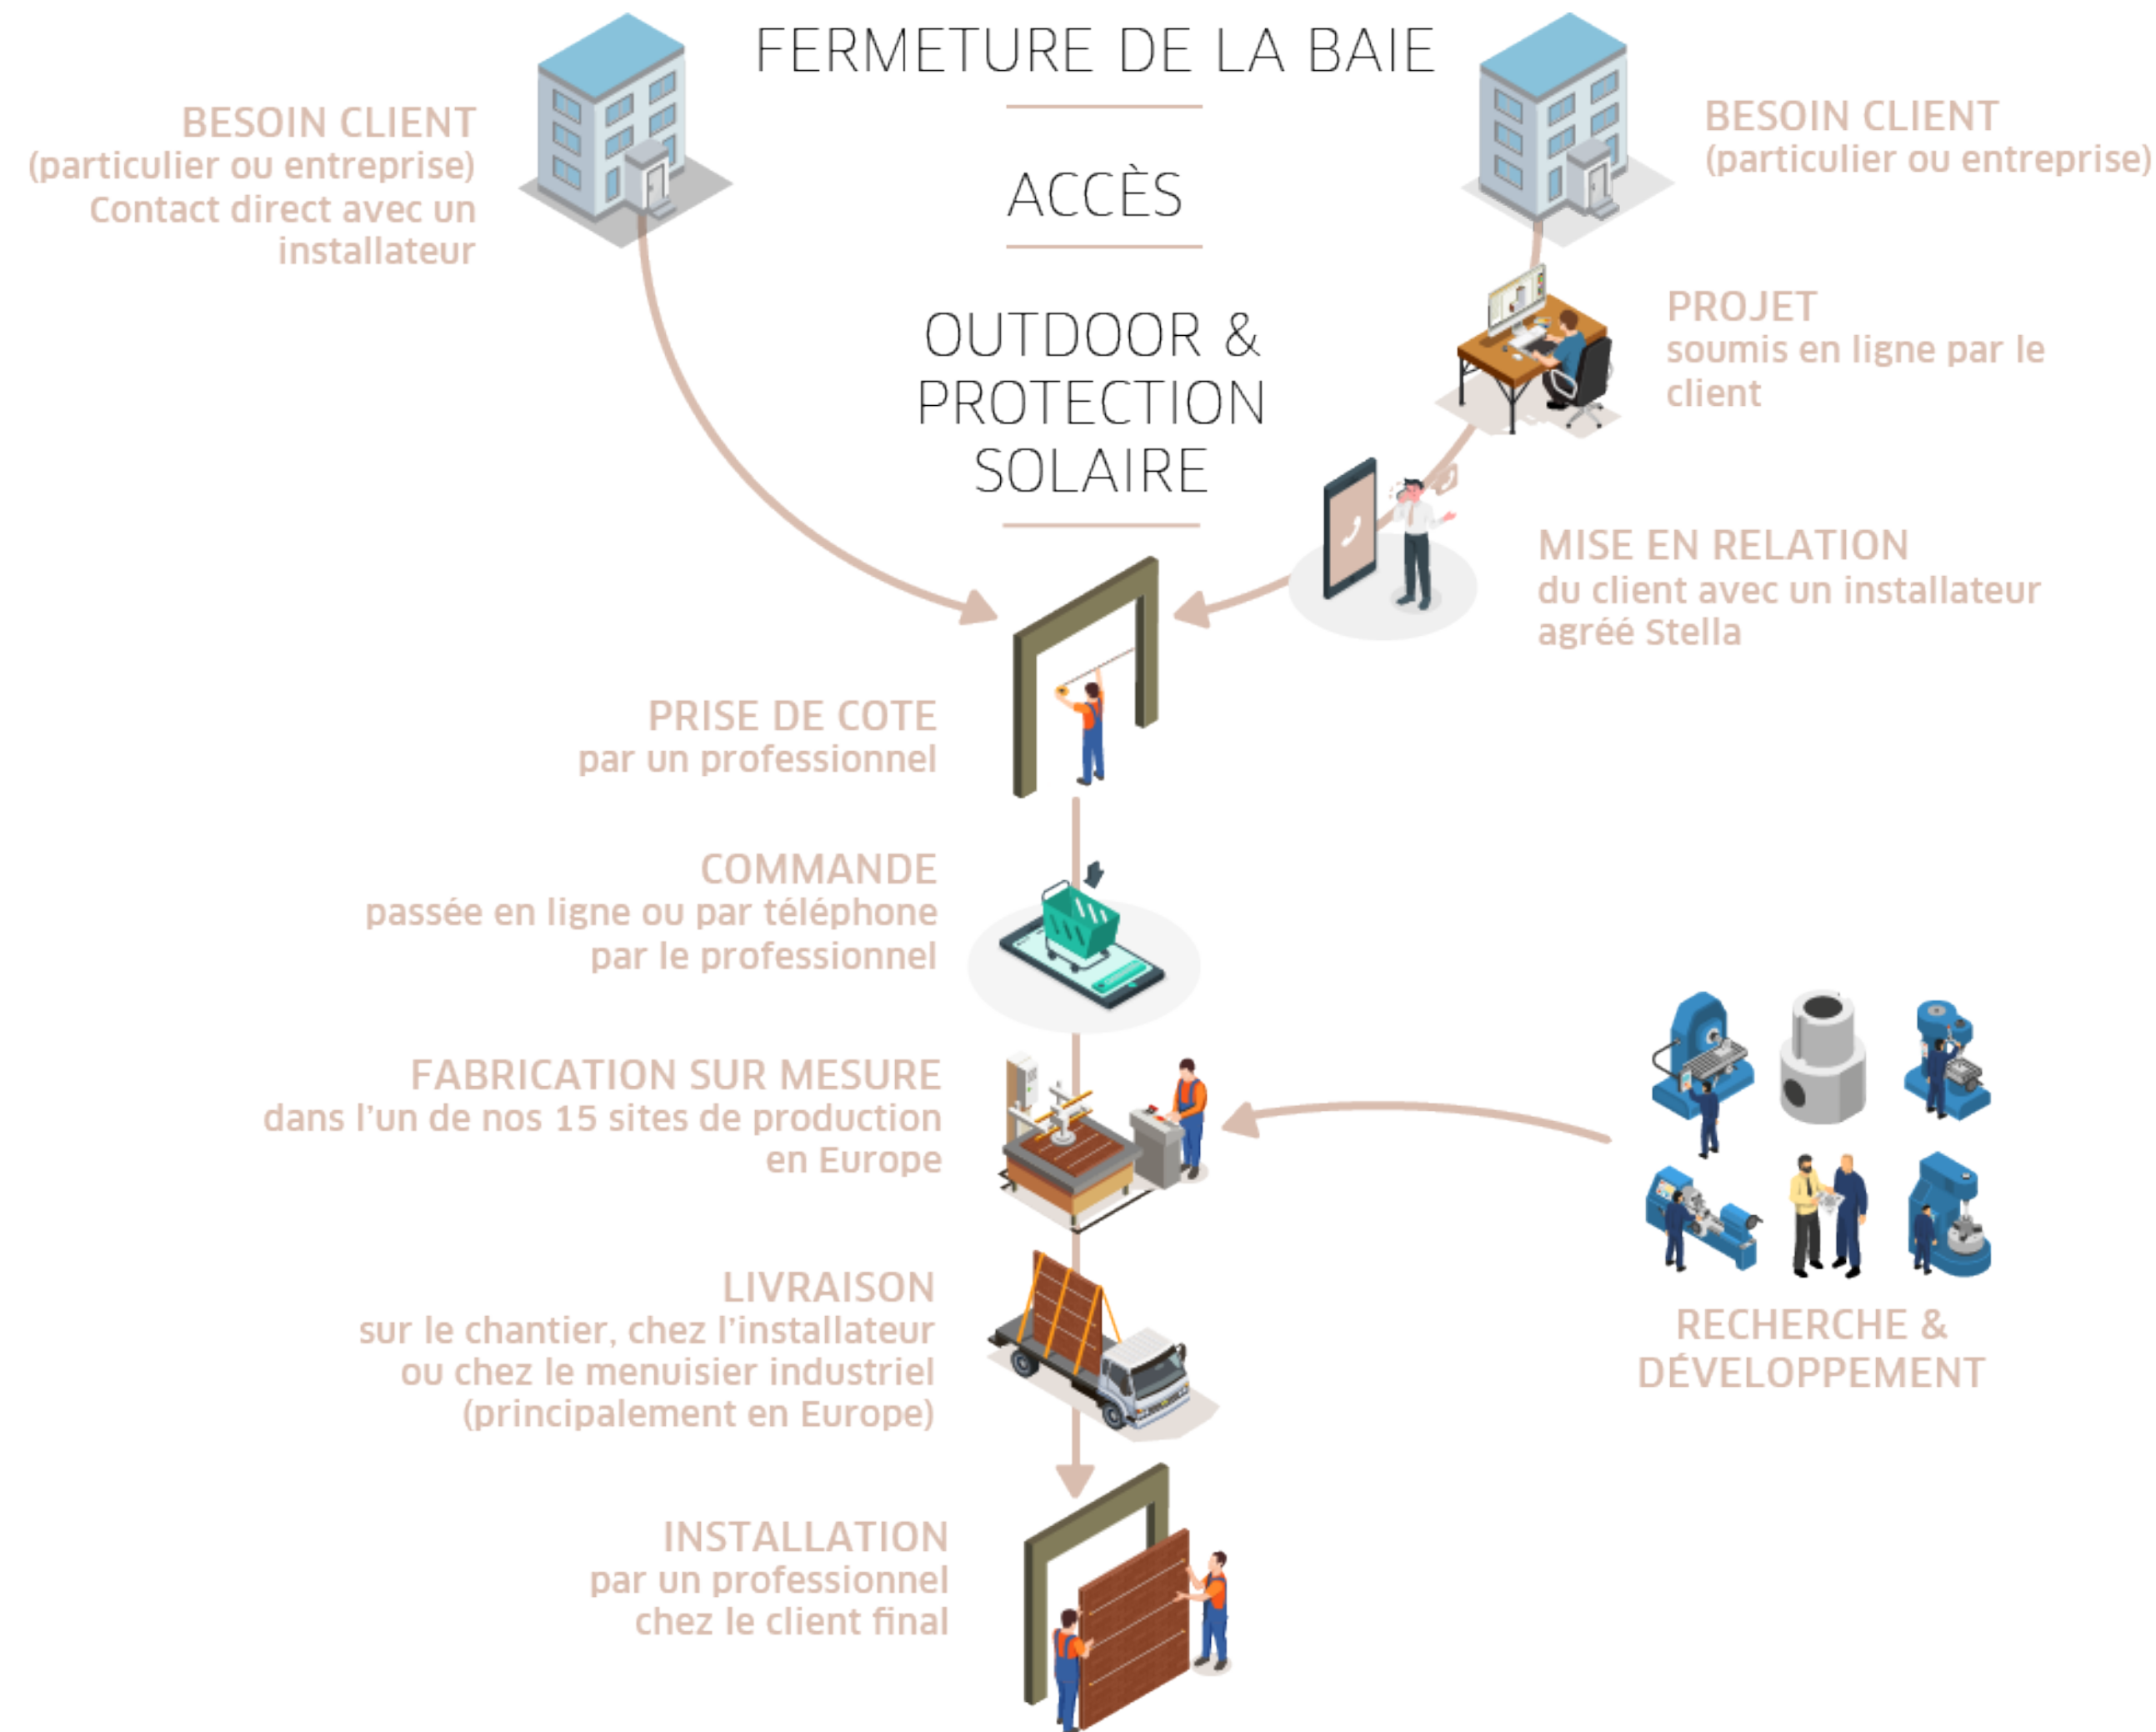 FERMETURE DE LA BAIE
ACCÈS
OUTDOOR &
PROTECTION
SOLAIRE
BESOIN CLIENT
(particulier ou entreprise)
Contact direct avec un
installateur
BESOIN CLIENT
(particulier ou entreprise)
PROJET
soumis en ligne par le
client
MISE EN RELATION
du client avec un installateur
agréé Stella
PRISE DE COTE
par un professionnel
COMMANDE
passée en ligne ou par téléphone
par le professionnel
FABRICATION SUR MESURE
dans l'un de nos 15 sites de production
en Europe
RECHERCHE &
DÉVELOPPEMENT
LIVRAISON
sur le chantier, chez l'installateur
ou chez le menuisier industriel
(principalement en Europe)
INSTALLATION
par un professionnel
chez le client final